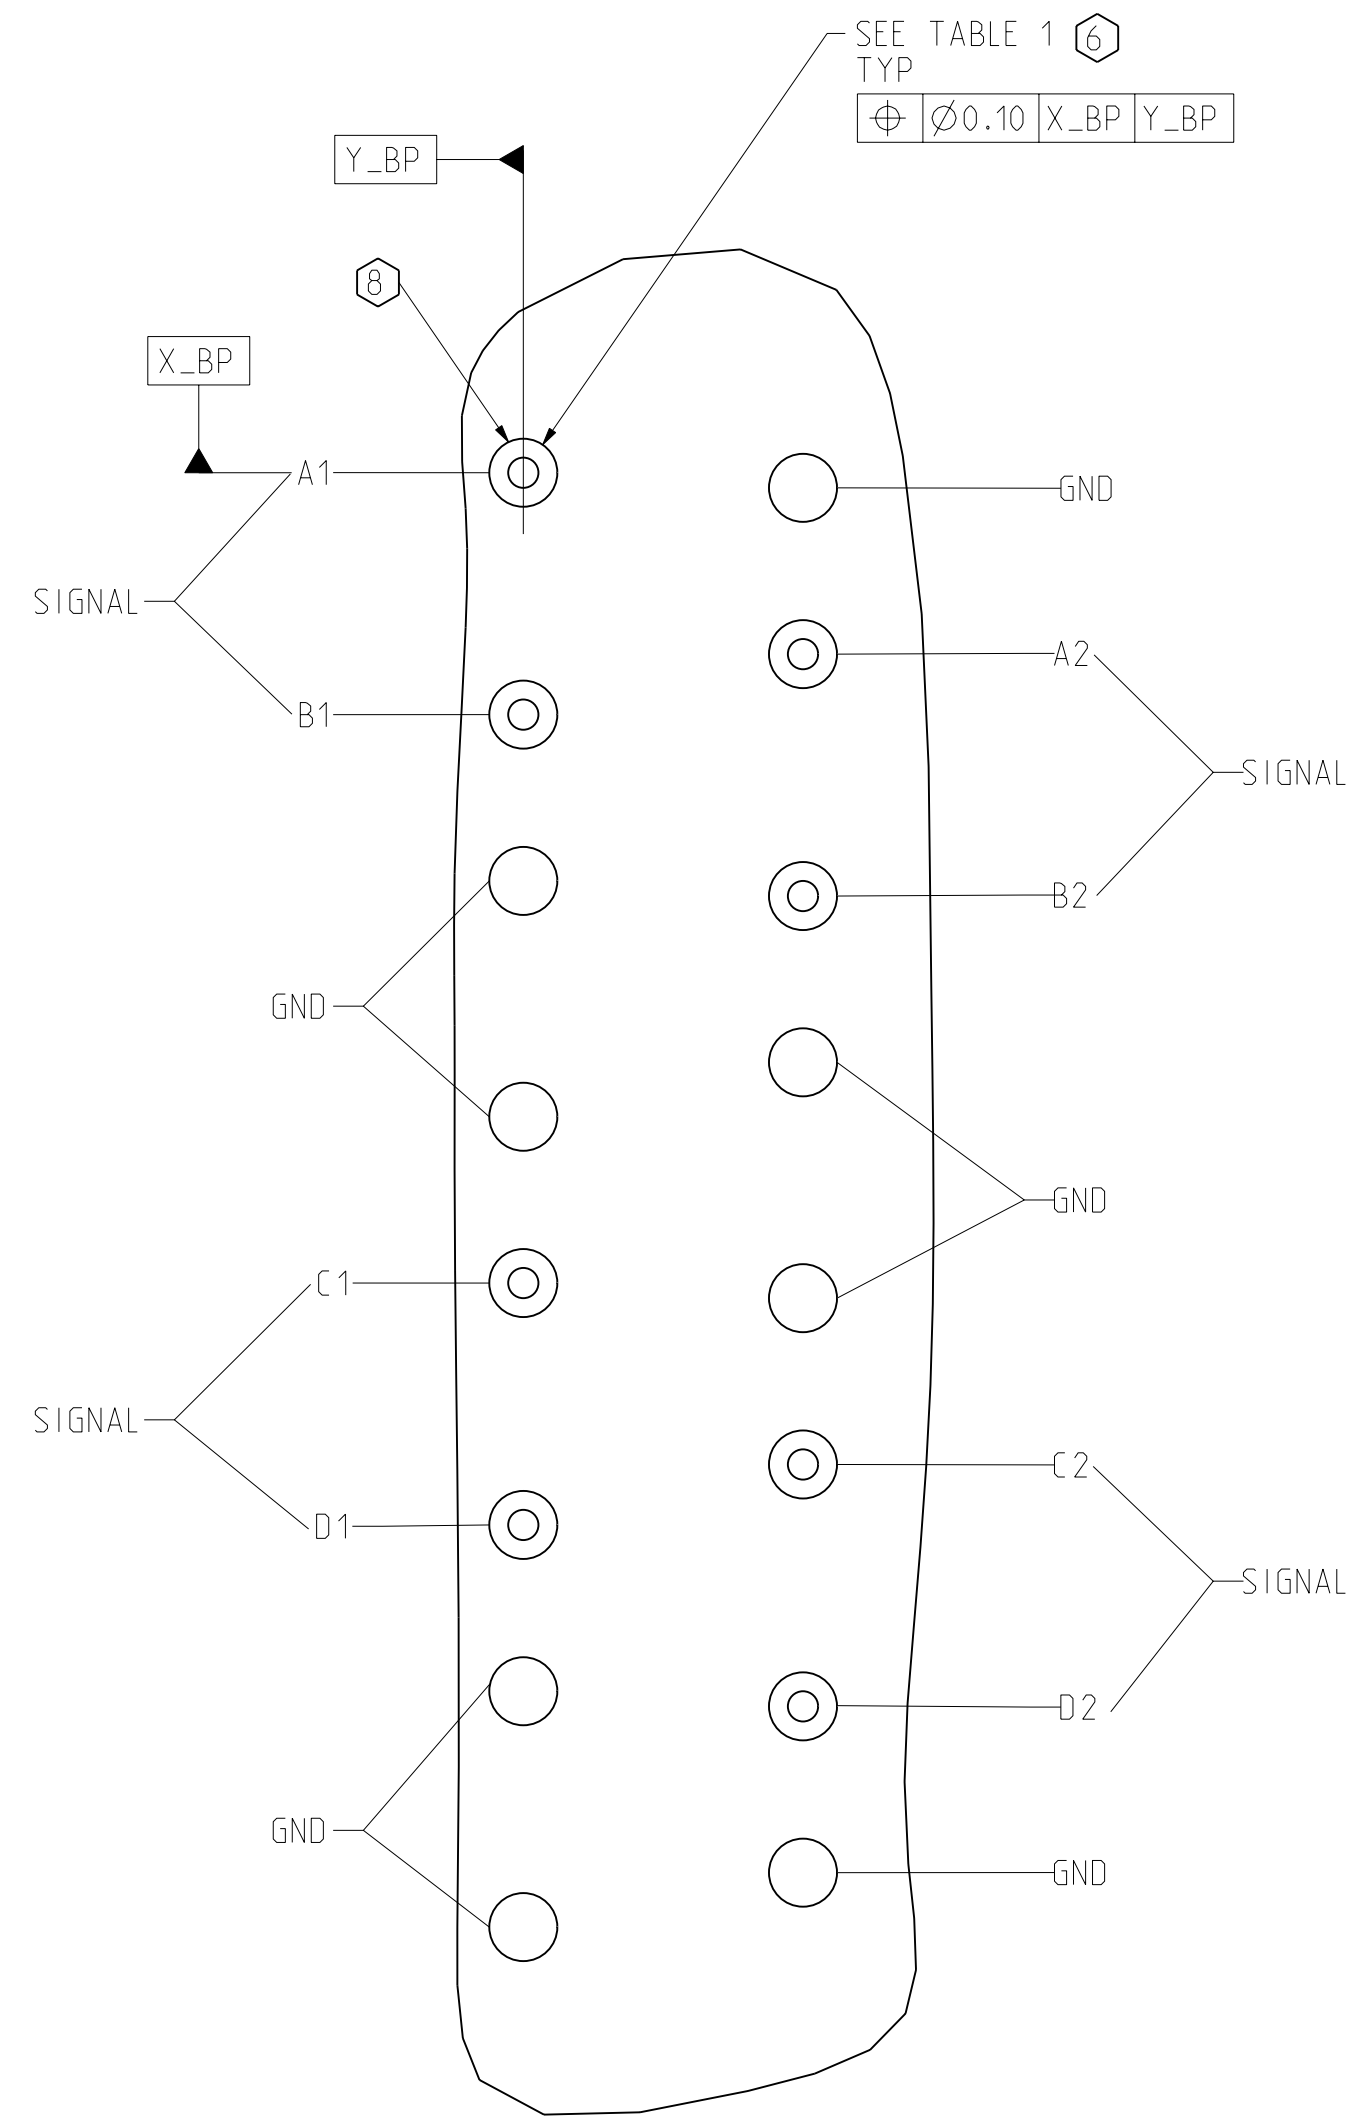 SEE TABLE 1 6
TYP
⌖ Ø0.10 X_BP Y_BP
Y_BP
8
X_BP
A1
GND
SIGNAL
A2
B1
SIGNAL
B2
GND
GND
C1
SIGNAL
C2
D1
SIGNAL
D2
GND
GND